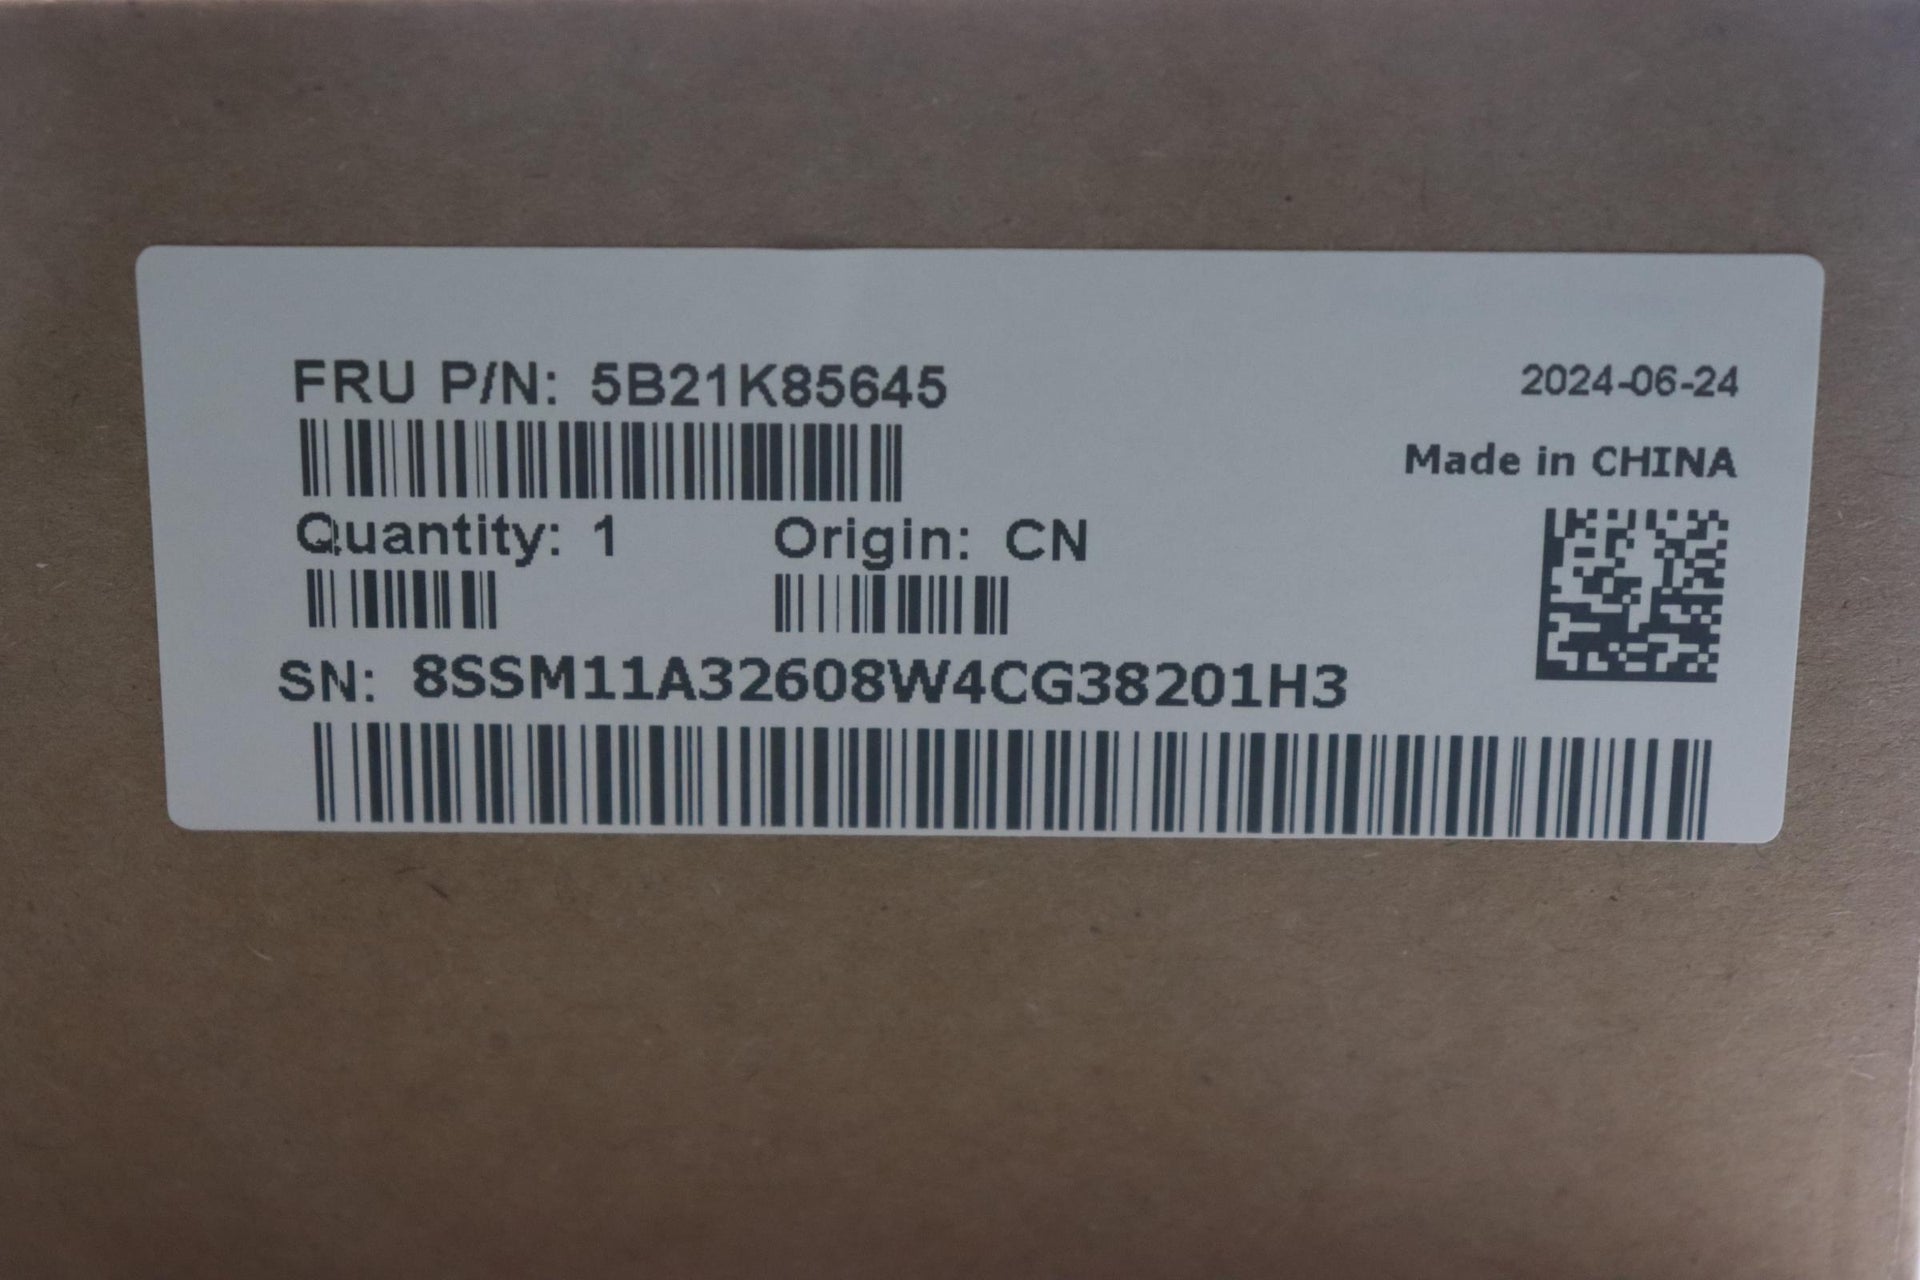 FRU P/N: 5B21K85645
2024-06-24
Made in CHINA
Quantity: 1 Origin: CN
SN: 8SSM11A32608W4CG38201H3